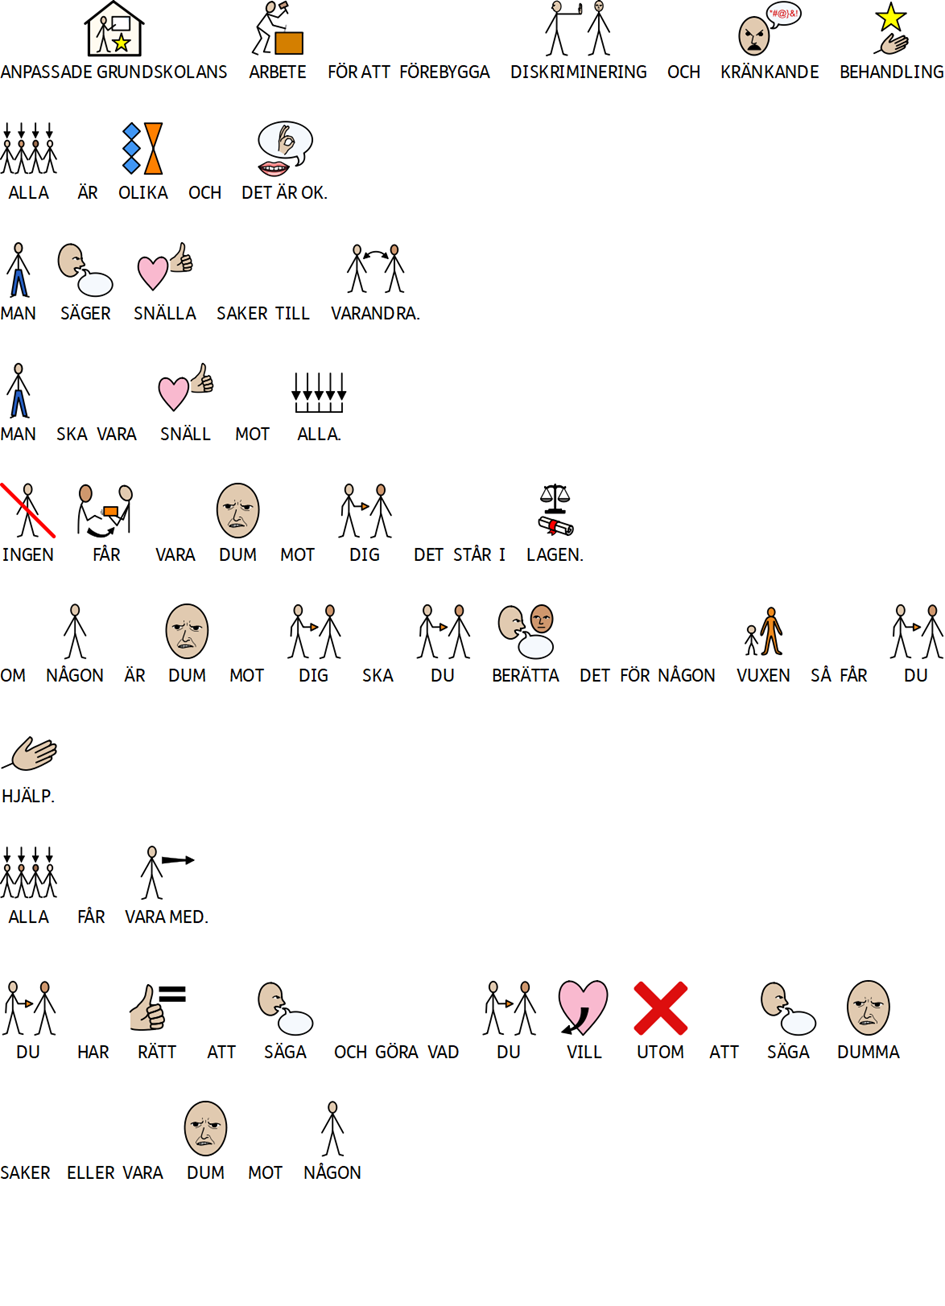 "#@}&!
ANPASSADE GRUNDSKOLANS ARBETE FÖR ATT FÖREBYGGA DISKRIMINERING OCH KRÄNKANDE BEHANDLING
ALLA ÄR OLIKA OCH DET ÄR OK.
MAN SÄGER SNÄLLA SAKER TILL VARANDRA.
MAN SKA VARA SNÄLL MOT ALLA.
INGEN FÅR VARA DUM MOT DIG DET STÅR I LAGEN.
OM NÅGON ÄR DUM MOT DIG SKA DU BERÄTTA DET FÖR NÅGON VUXEN SÅ FÅR DU
HJÄLP.
ALLA FÅR VARA MED.
DU HAR RÄTT ATT SÄGA OCH GÖRA VAD DU VILL UTOM ATT SÄGA DUMMA
SAKER ELLER VARA DUM MOT NÅGON